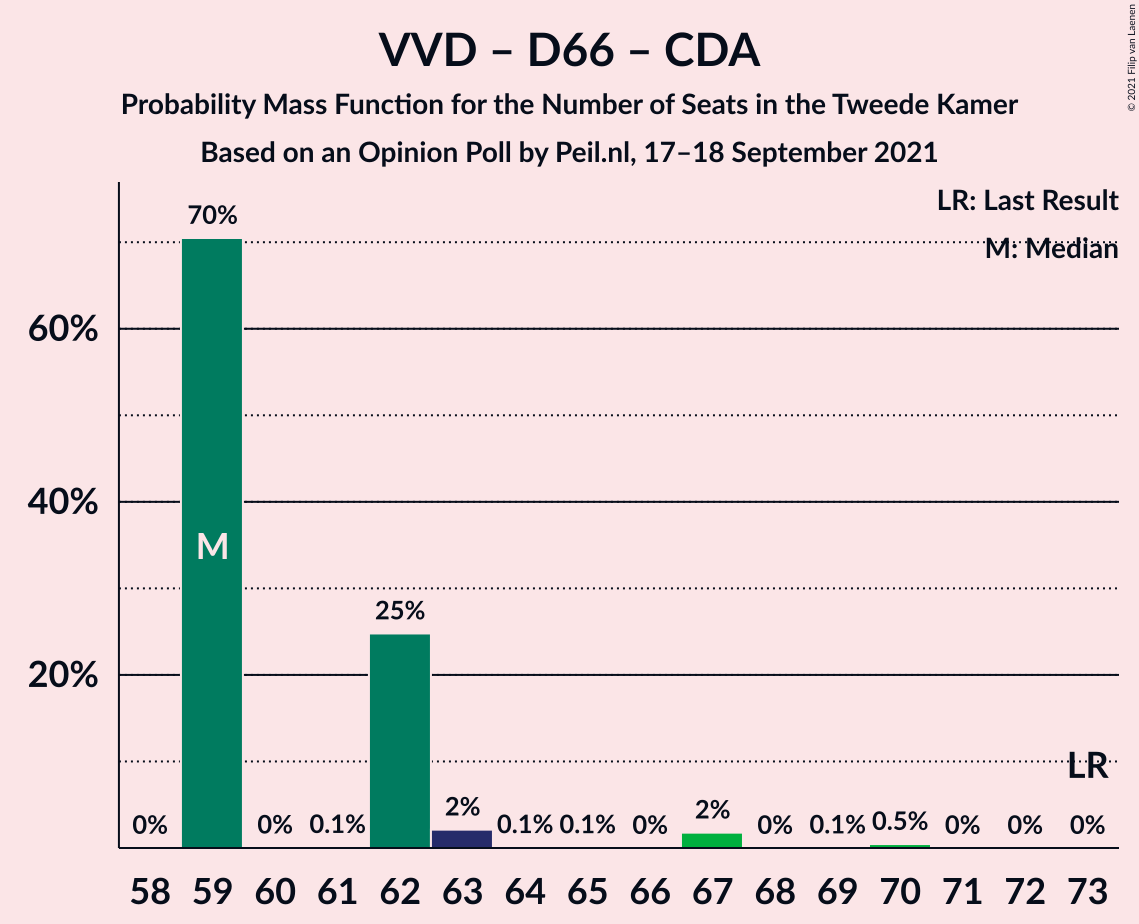 VVD – D66 – CDA
Probability Mass Function for the Number of Seats in the Tweede Kamer
Based on an Opinion Poll by Peil.nl, 17–18 September 2021
© 2021 Filip van Laenen
LR: Last Result
M: Median
60%
40%
20%
0% 70% 0% 0.1% 25% 2% 0.1% 0.1% 0% 2% 0% 0.1% 0.5% 0% 0% 0%
M
LR
58 59 60 61 62 63 64 65 66 67 68 69 70 71 72 73